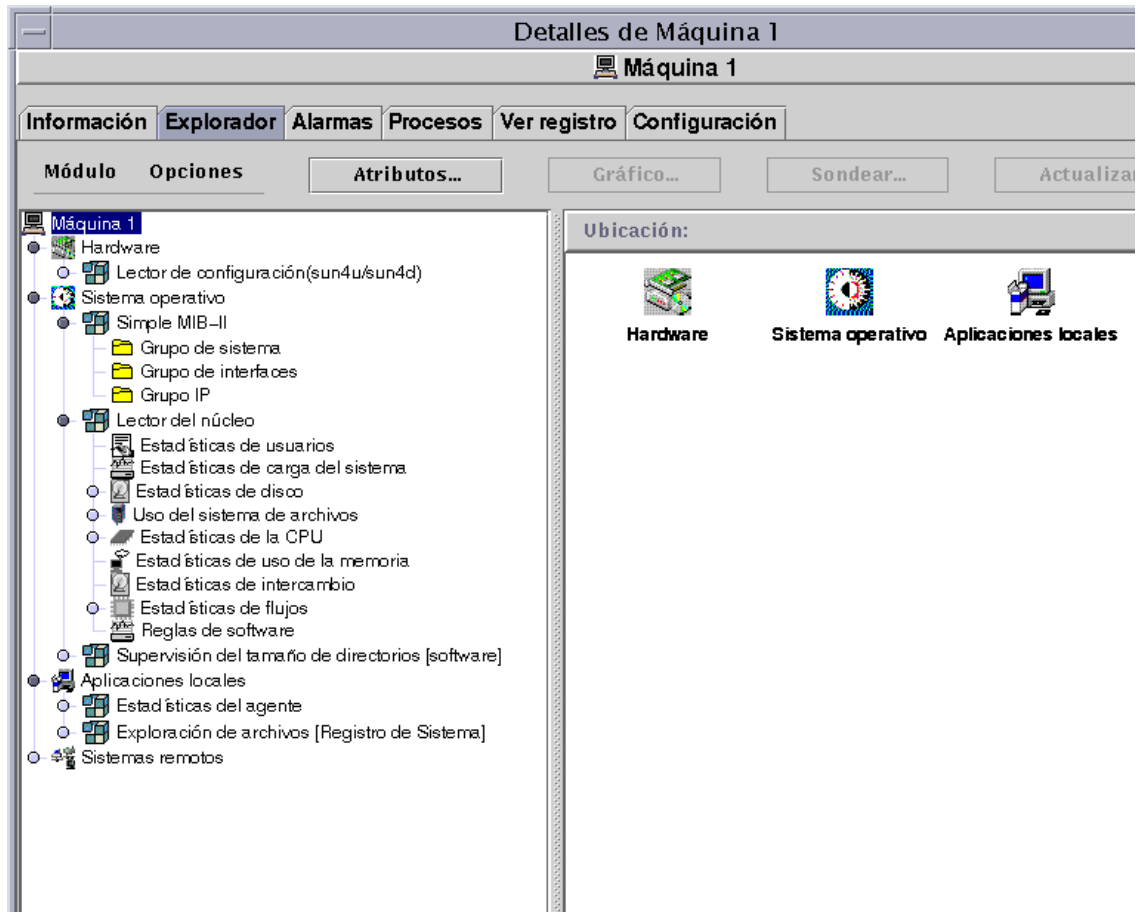 Detalles de Máquina 1
Máquina 1
Información Explorador Alarmas Procesos Ver registro Configuración
Módulo Opciones Atributos... Gráfico... Sondear... Actualizar
Máquina 1
Hardware
Lector de configuración(sun4u/sun4d)
Sistema operativo
Simple MIB-II
Grupo de sistema
Grupo de interfaces
Grupo IP
Lector del núcleo
Estadísticas de usuarios
Estadísticas de carga del sistema
Estadísticas de disco
Uso del sistema de archivos
Estadísticas de la CPU
Estadísticas de uso de la memoria
Estadísticas de intercambio
Estadísticas de flujos
Reglas de software
Supervisión del tamaño de directorios [software]
Aplicaciones locales
Estadísticas del agente
Exploración de archivos [Registro de Sistema]
Sistemas remotos
Ubicación:
Hardware Sistema operativo Aplicaciones locales